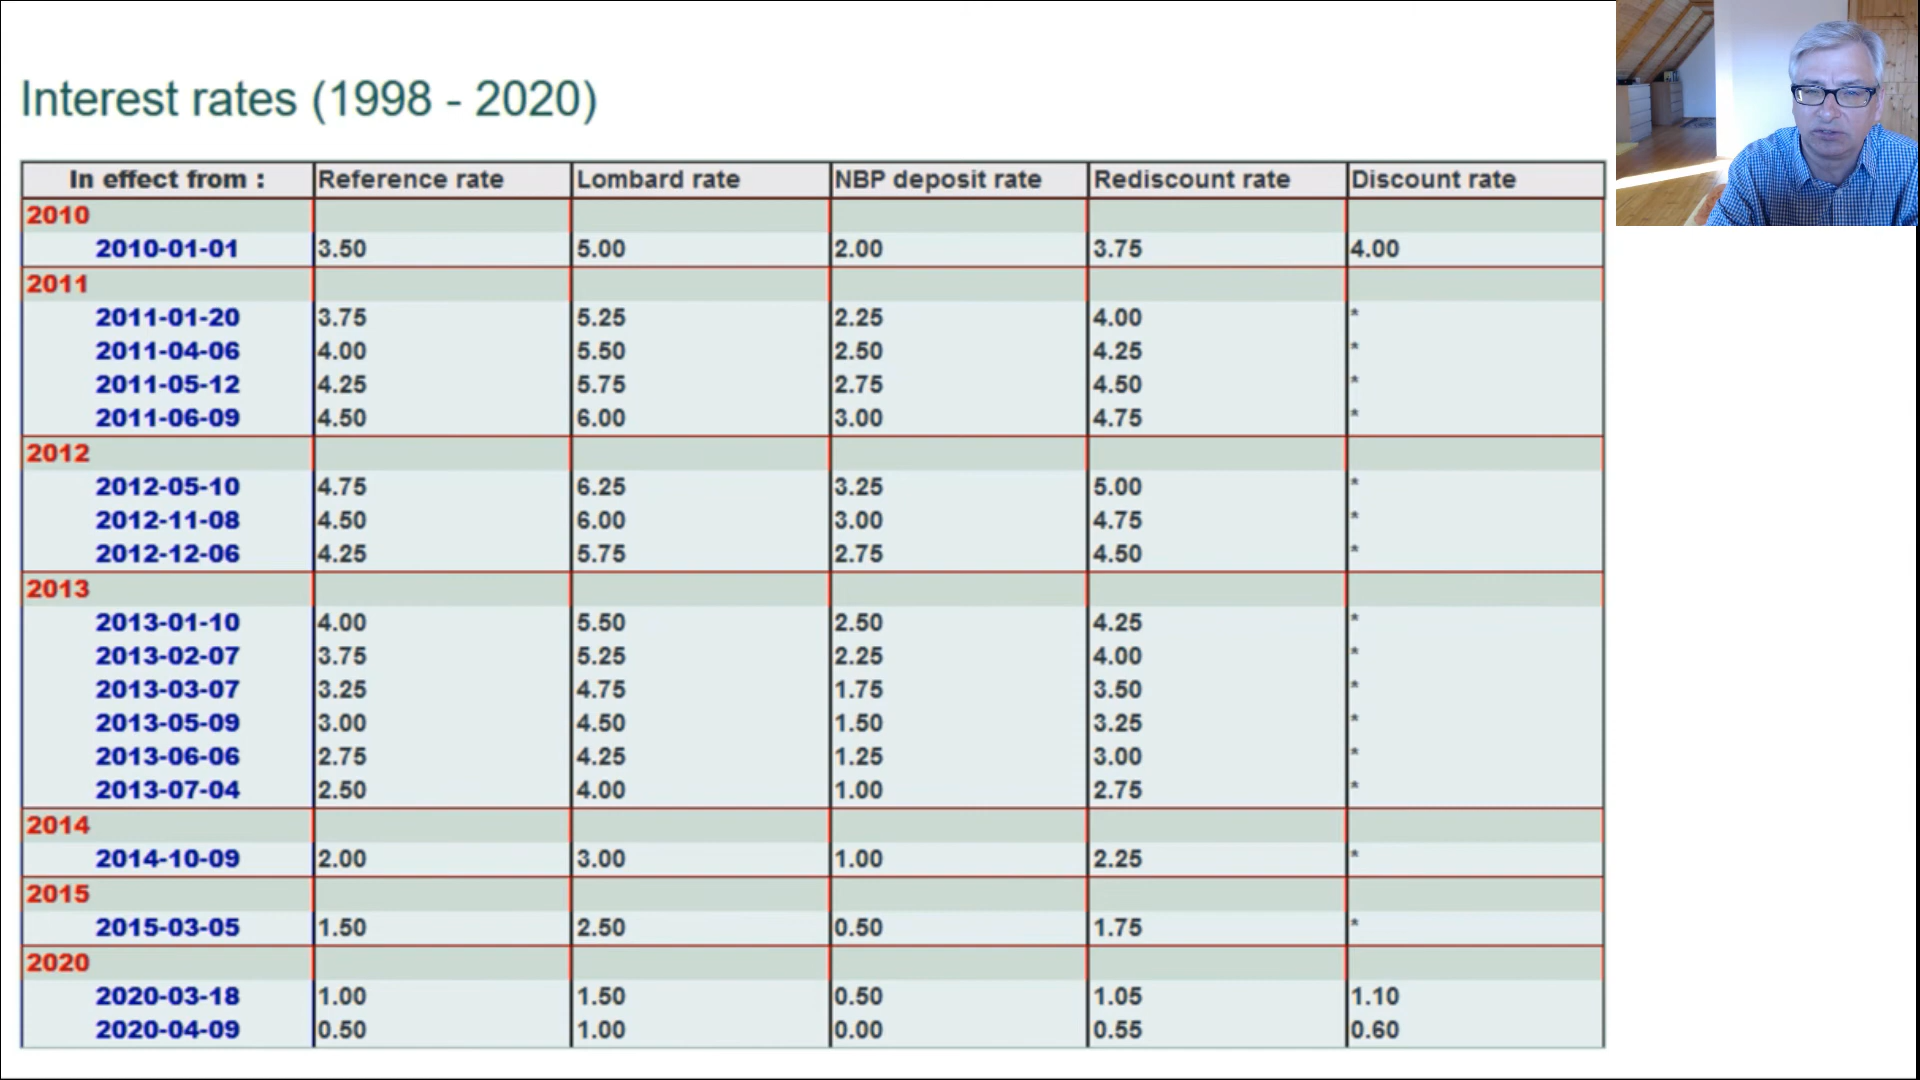 Interest rates (1998 - 2020)
In effect from : Reference rate Lombard rate NBP deposit rate Rediscount rate Discount rate
2010
2010-01-01 3.50 5.00 2.00 3.75 4.00
2011
2011-01-20 3.75 5.25 2.25 4.00 *
2011-04-06 4.00 5.50 2.50 4.25 *
2011-05-12 4.25 5.75 2.75 4.50 *
2011-06-09 4.50 6.00 3.00 4.75 *
2012
2012-05-10 4.75 6.25 3.25 5.00 *
2012-11-08 4.50 6.00 3.00 4.75 *
2012-12-06 4.25 5.75 2.75 4.50 *
2013
2013-01-10 4.00 5.50 2.50 4.25 *
2013-02-07 3.75 5.25 2.25 4.00 *
2013-03-07 3.25 4.75 1.75 3.50 *
2013-05-09 3.00 4.50 1.50 3.25 *
2013-06-06 2.75 4.25 1.25 3.00 *
2013-07-04 2.50 4.00 1.00 2.75 *
2014
2014-10-09 2.00 3.00 1.00 2.25 *
2015
2015-03-05 1.50 2.50 0.50 1.75 *
2020
2020-03-18 1.00 1.50 0.50 1.05 1.10
2020-04-09 0.50 1.00 0.00 0.55 0.60